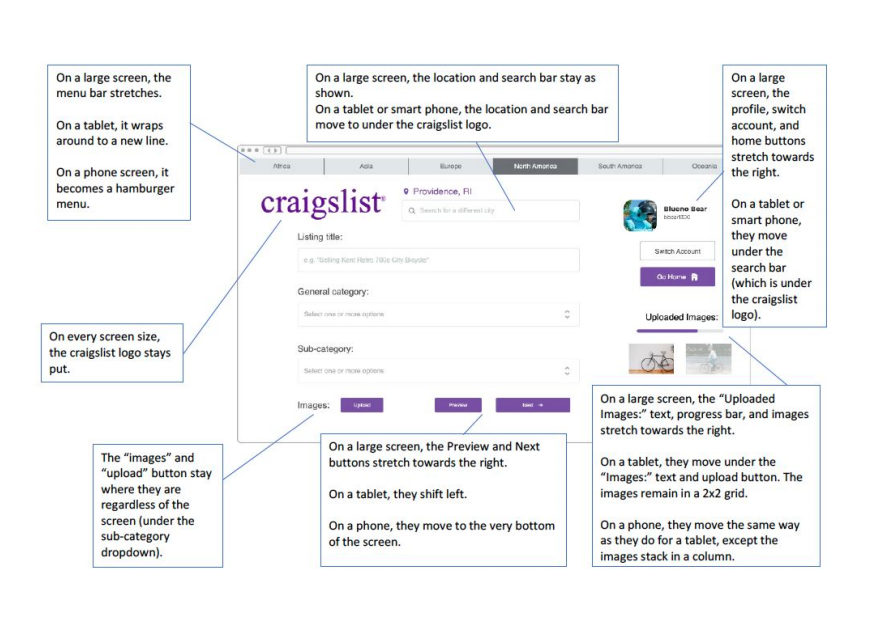 On a large screen, the
menu bar stretches.
On a tablet, it wraps
around to a new line.
On a phone screen, it
becomes a hamburger
menu.
On a large screen, the location and search bar stay as
shown.
On a tablet or smart phone, the location and search bar
move to under the craigslist logo.
On a large
screen, the
profile, switch
account, and
home buttons
stretch towards
the right.
On a tablet or
smart phone,
they move
under the
search bar
(which is under
the craigslist
logo).
Africa
Asia
Europe
North America
South America
Oceania
craigslist
Providence, RI
Search for a different city
Blueno Bear
Switch Account
Go Home
Listing title:
e.g. "Selling Kent Retro 700c City Bicycle"
General category:
Select one or more options
Uploaded Images:
Sub-category:
Select one or more options
Images:
Upload
Preview
Next →
On every screen size,
the craigslist logo stays
put.
The “images” and
“upload” button stay
where they are
regardless of the
screen (under the
sub-category
dropdown).
On a large screen, the Preview and Next
buttons stretch towards the right.
On a tablet, they shift left.
On a phone, they move to the very bottom
of the screen.
On a large screen, the “Uploaded
Images:” text, progress bar, and images
stretch towards the right.
On a tablet, they move under the
“Images:” text and upload button. The
images remain in a 2x2 grid.
On a phone, they move the same way
as they do for a tablet, except the
images stack in a column.